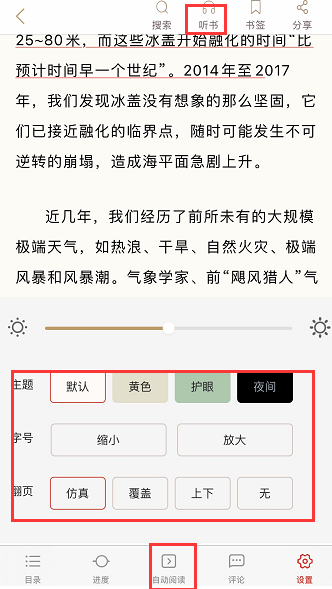 搜索 听书 书签 分享
25~80米，而这些冰盖开始融化的时间“比
预计时间早一个世纪”。2014年至2017
年，我们发现冰盖没有想象的那么坚固，它
们已接近融化的临界点，随时可能发生不可
逆转的崩塌，造成海平面急剧上升。
近几年，我们经历了前所未有的大规模
极端天气，如热浪、干旱、自然火灾、极端
风暴和风暴潮。气象学家、前“飓风猎人”气
主题 默认 黄色 护眼 夜间
字号 缩小 放大
翻页 仿真 覆盖 上下 无
目录 进度 自动阅读 评论 设置